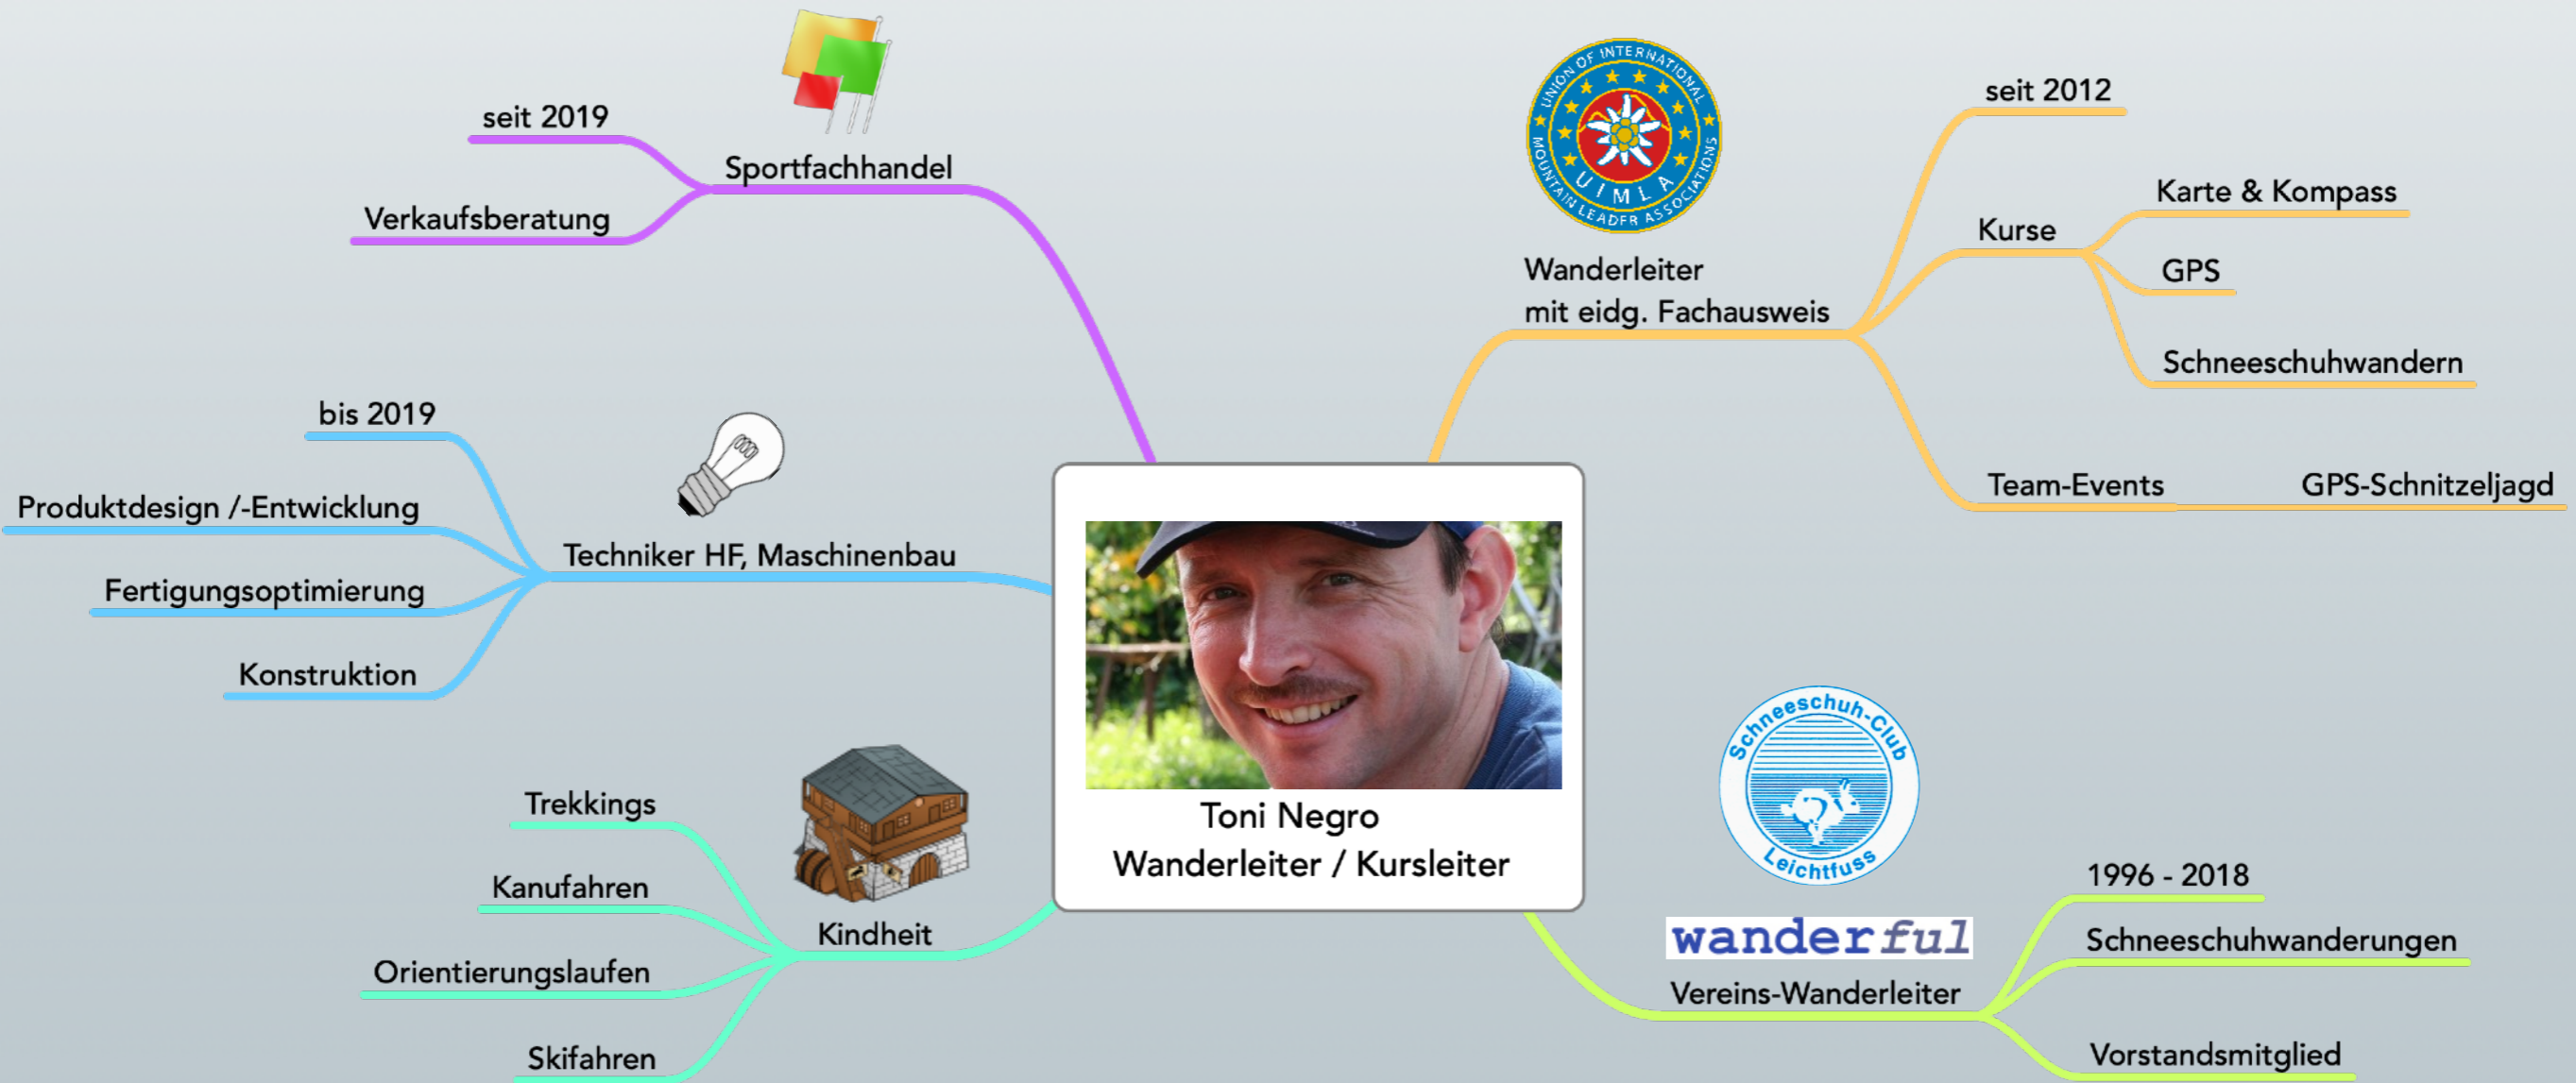 seit 2019
Verkaufsberatung
Sportfachhandel
bis 2019
Produktdesign /-Entwicklung
Fertigungsoptimierung
Konstruktion
Techniker HF, Maschinenbau
Trekkings
Kanufahren
Orientierungslaufen
Skifahren
Kindheit
Toni Negro
Wanderleiter / Kursleiter
UNION OF INTERNATIONAL
MOUNTAIN LEADER ASSOCIATIONS
UIMLA
Wanderleiter
mit eidg. Fachausweis
seit 2012
Kurse
Karte & Kompass
GPS
Schneeschuhwandern
Team-Events
GPS-Schnitzeljagd
Schneeschuh-Club
Leichtfuss
wanderful
Vereins-Wanderleiter
1996 - 2018
Schneeschuhwanderungen
Vorstandsmitglied